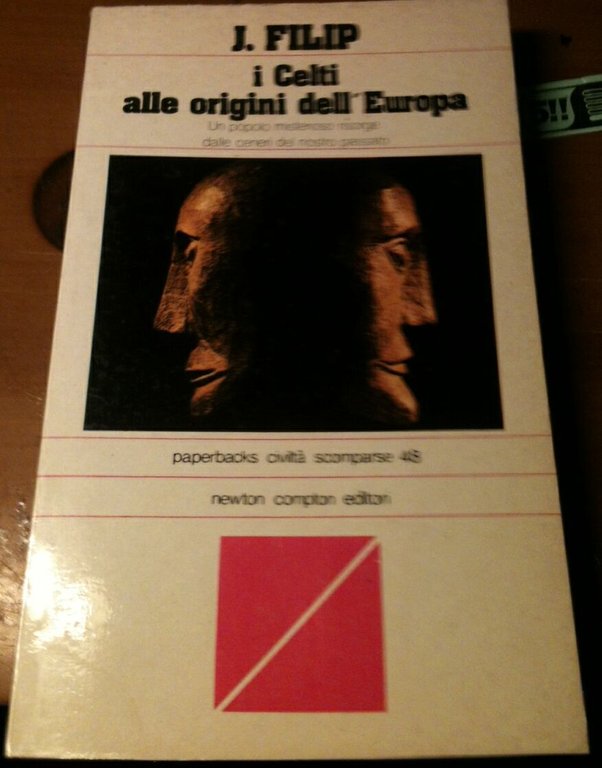 J. FILIP
i Celti
alle origini dell'Europa
Un popolo misterioso risorge
dalle ceneri del nostro passato
paperbacks civiltà scomparse 48
newton compton editori
5!!